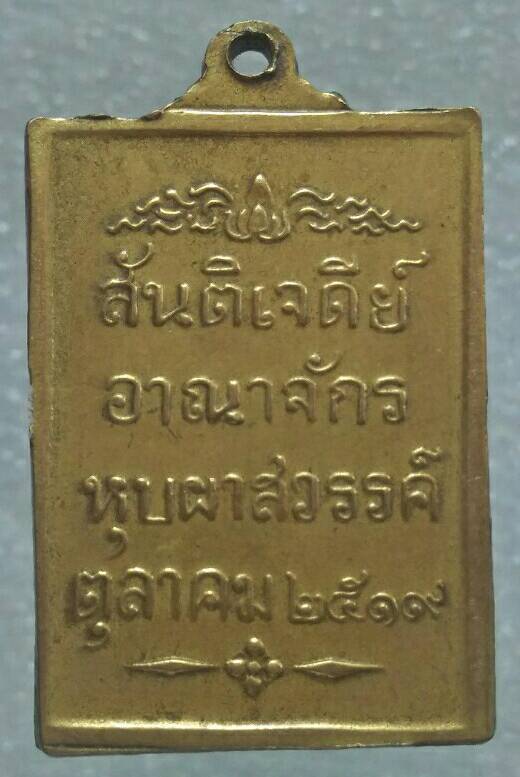 สันติเจดีย์
อาณาจักร
หุบผาสวรรค์
ตุลาคม ๒๕๑๙